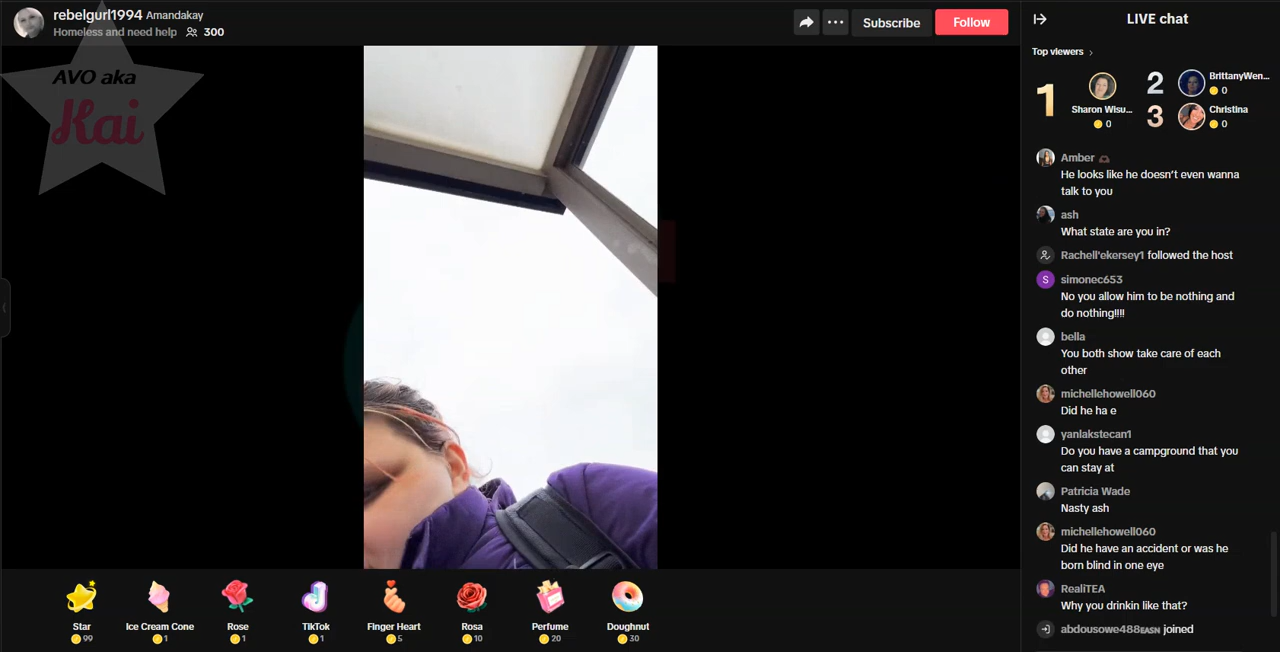 rebelgurl1994 Amandakay
Homeless and need help 300
Subscribe
Follow
AVO aka
Kai
LIVE chat
Top viewers
1
Sharon Wisu...
0
2
BrittanyWen...
0
3
Christina
0
Amber
He looks like he doesn't even wanna
talk to you
ash
What state are you in?
Rachell'ekersey1 followed the host
S
simonec653
No you allow him to be nothing and
do nothing!!!!
bella
You both show take care of each
other
michellehowell060
Did he ha e
yanlakstecan1
Do you have a campground that you
can stay at
Patricia Wade
Nasty ash
michellehowell060
Did he have an accident or was he
born blind in one eye
RealiTEA
Why you drinkin like that?
abdousowe488EASN joined
Star
99
Ice Cream Cone
1
Rose
1
TikTok
1
Finger Heart
5
Rosa
10
Perfume
20
Doughnut
30